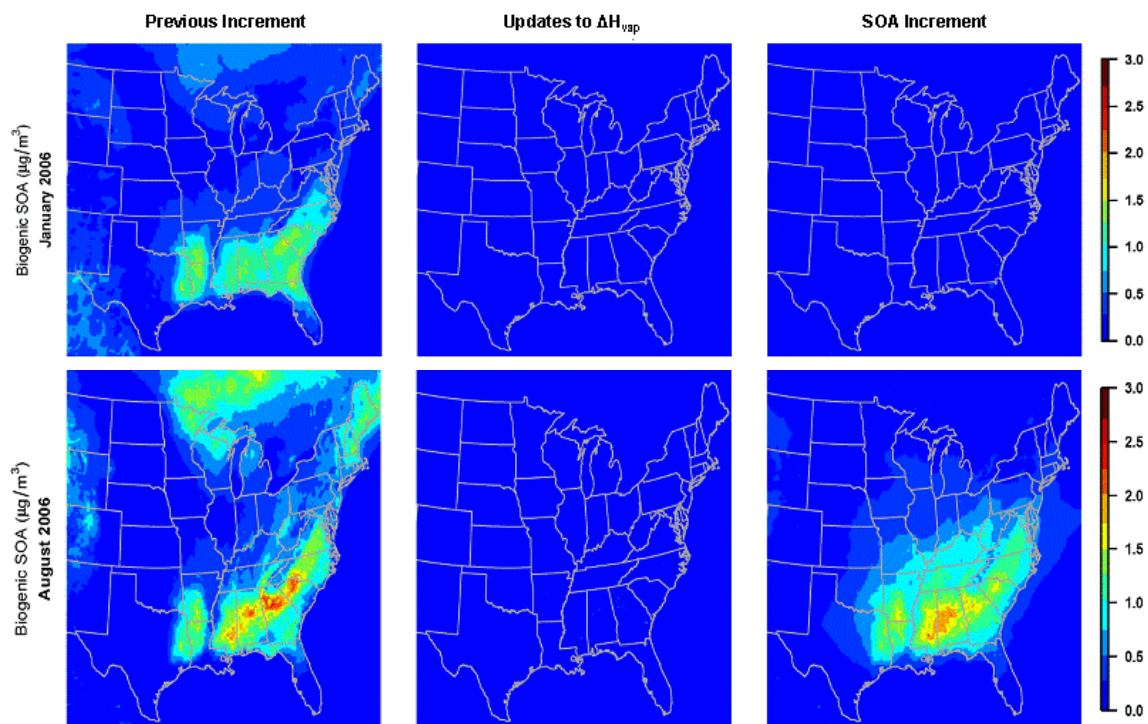 Previous Increment
Updates to ΔHvap
SOA Increment
Biogenic SOA (µg/m³)
January 2006
3.0
2.5
2.0
1.5
1.0
0.5
0.0
Biogenic SOA (µg/m³)
August 2006
3.0
2.5
2.0
1.5
1.0
0.5
0.0